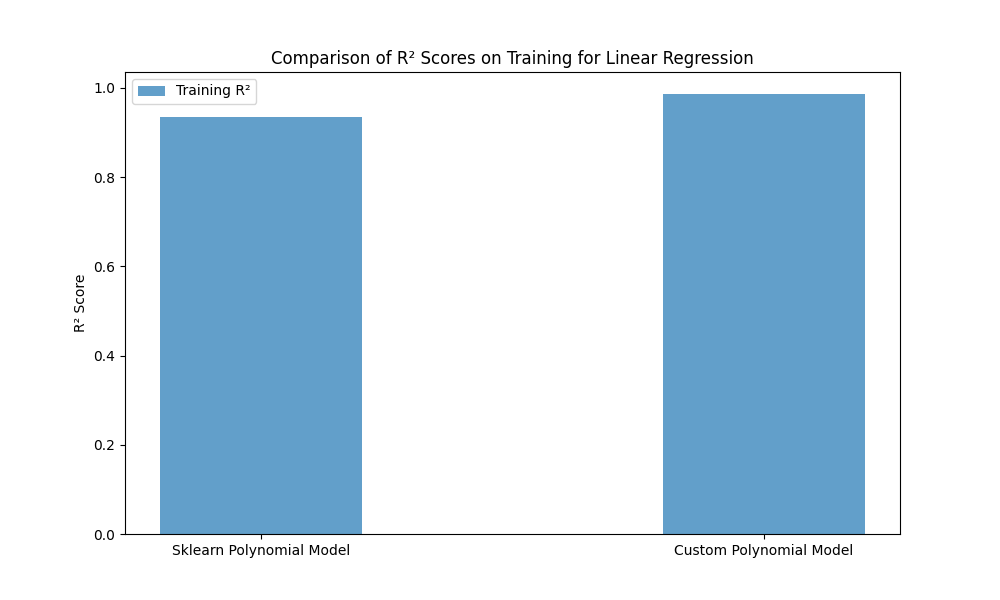 Comparison of R² Scores on Training for Linear Regression
Training R²
1.0
0.8
0.6
0.4
0.2
0.0
R² Score
Sklearn Polynomial Model
Custom Polynomial Model